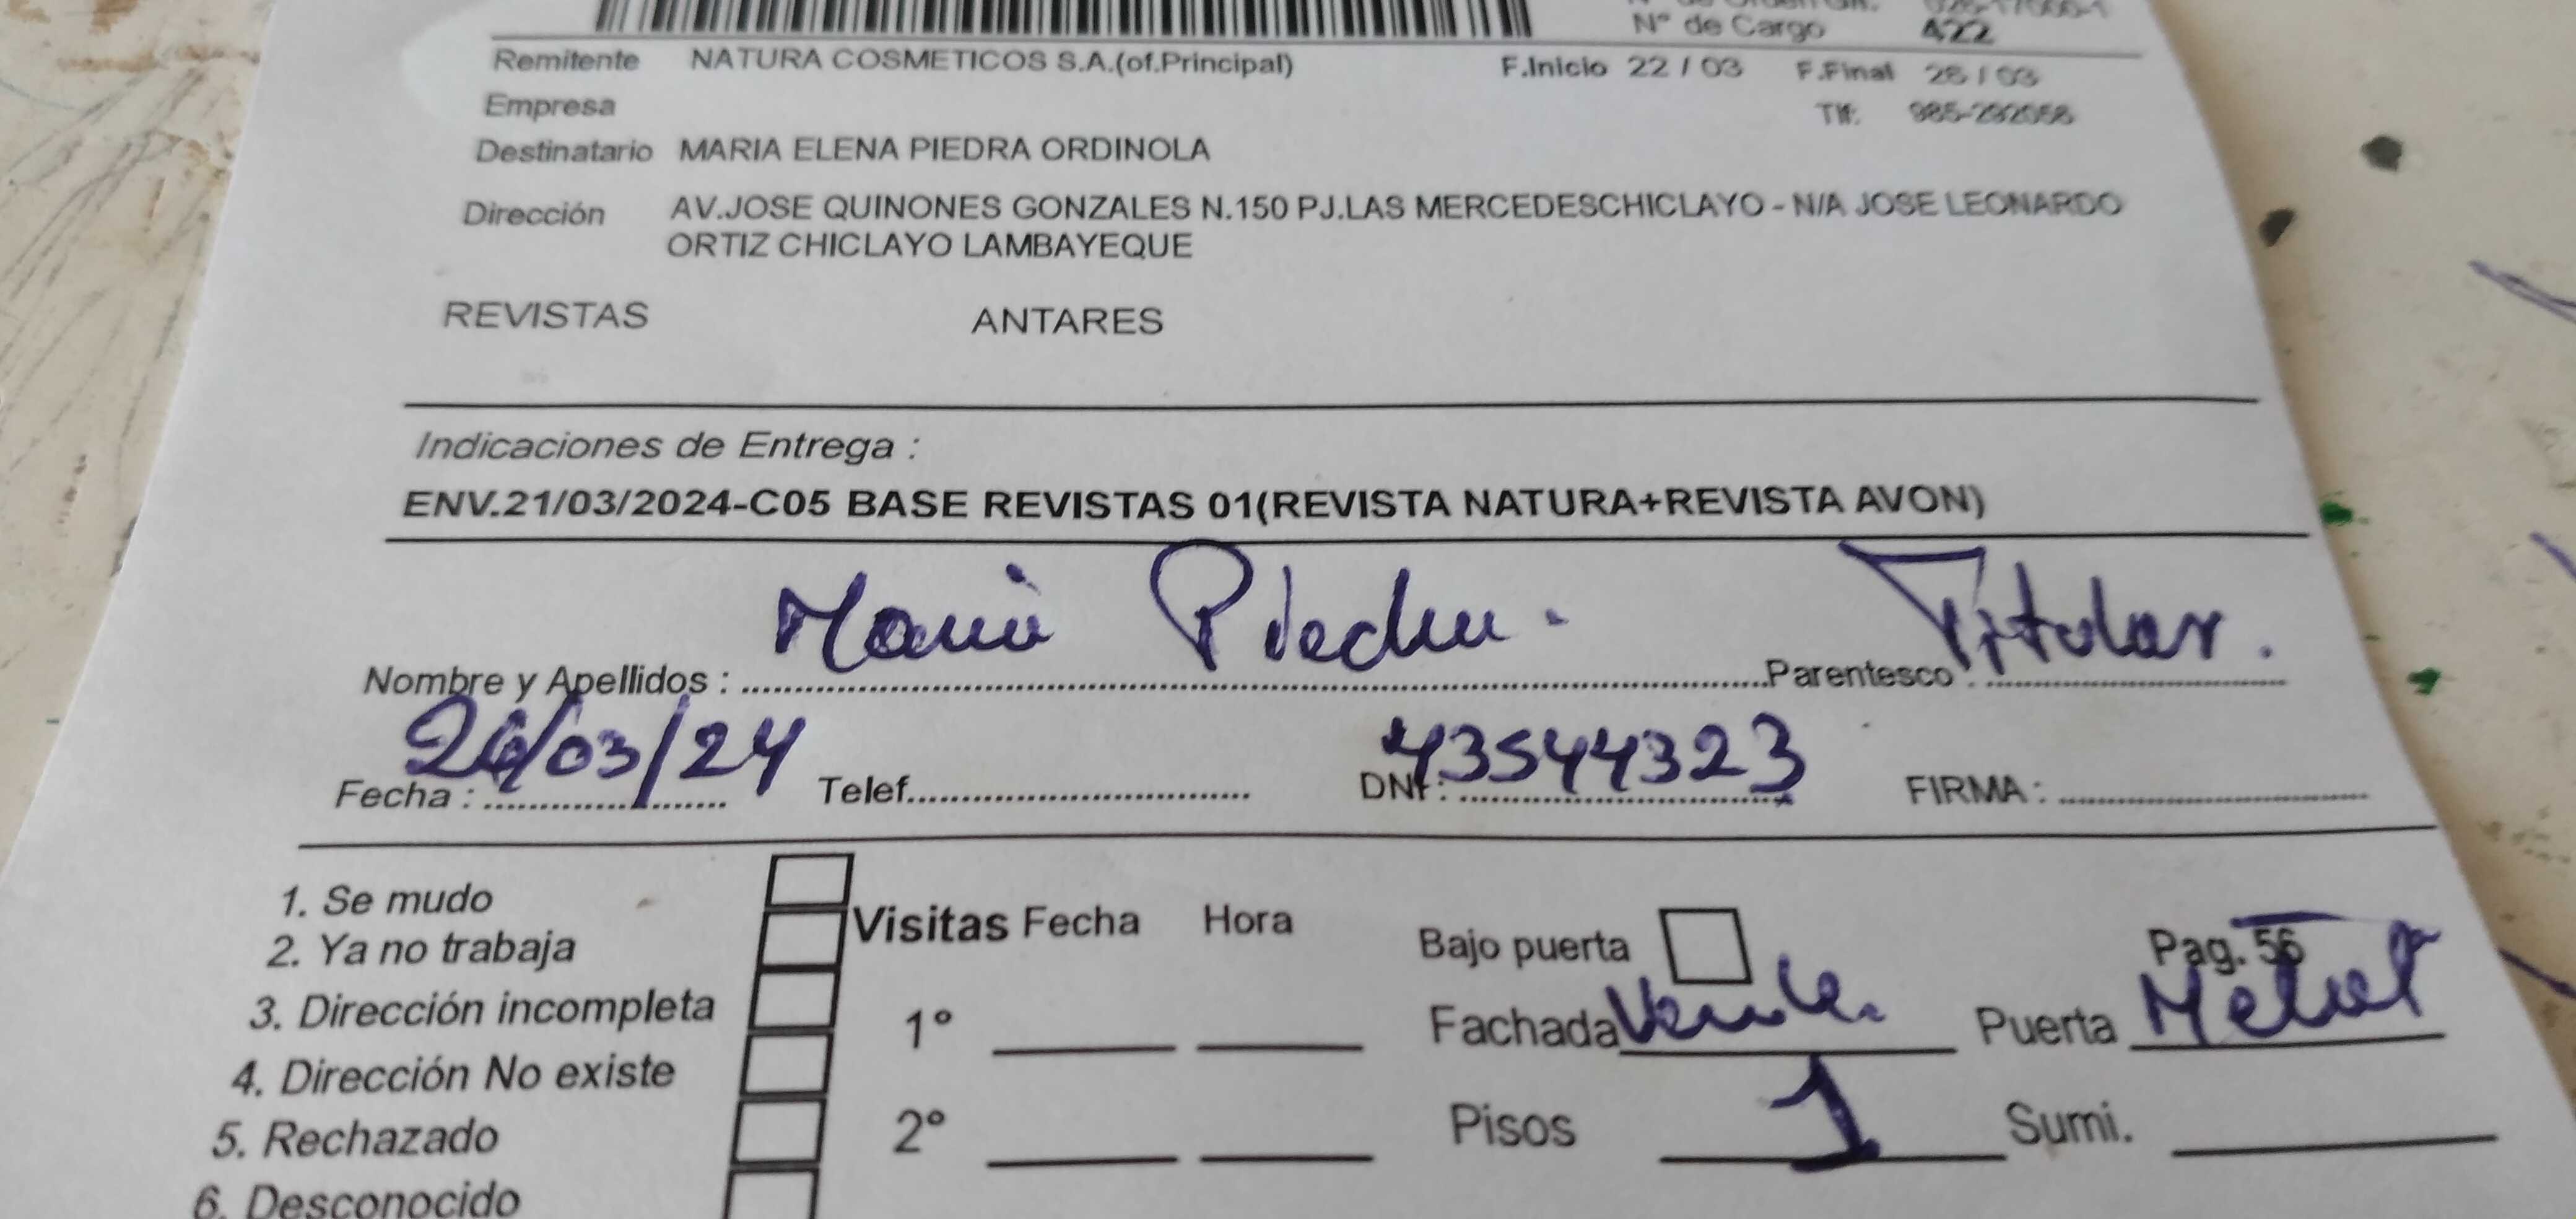 Nº de Cargo 422
Remitente NATURA COSMETICOS S.A.(of.Principal) F.Inicio 22 / 03 F.Final 26 / 03
Empresa Tlf:
Destinatario MARIA ELENA PIEDRA ORDINOLA
Dirección AV.JOSE QUINONES GONZALES N.150 PJ.LAS MERCEDESCHICLAYO - N/A JOSE LEONARDO
ORTIZ CHICLAYO LAMBAYEQUE
REVISTAS ANTARES
Indicaciones de Entrega :
ENV.21/03/2024-C05 BASE REVISTAS 01(REVISTA NATURA+REVISTA AVON)
Nombre y Apellidos : Maria Piedra. Parentesco : Titular.
Fecha : 26/03/24 Telef. DNI : 43544323 FIRMA :
1. Se mudo
2. Ya no trabaja
3. Dirección incompleta
4. Dirección No existe
5. Rechazado
6. Desconocido
Visitas Fecha Hora
1°
2°
Bajo puerta Pag. 56
Fachada Verde. Puerta Metal
Pisos 1 Sumi.